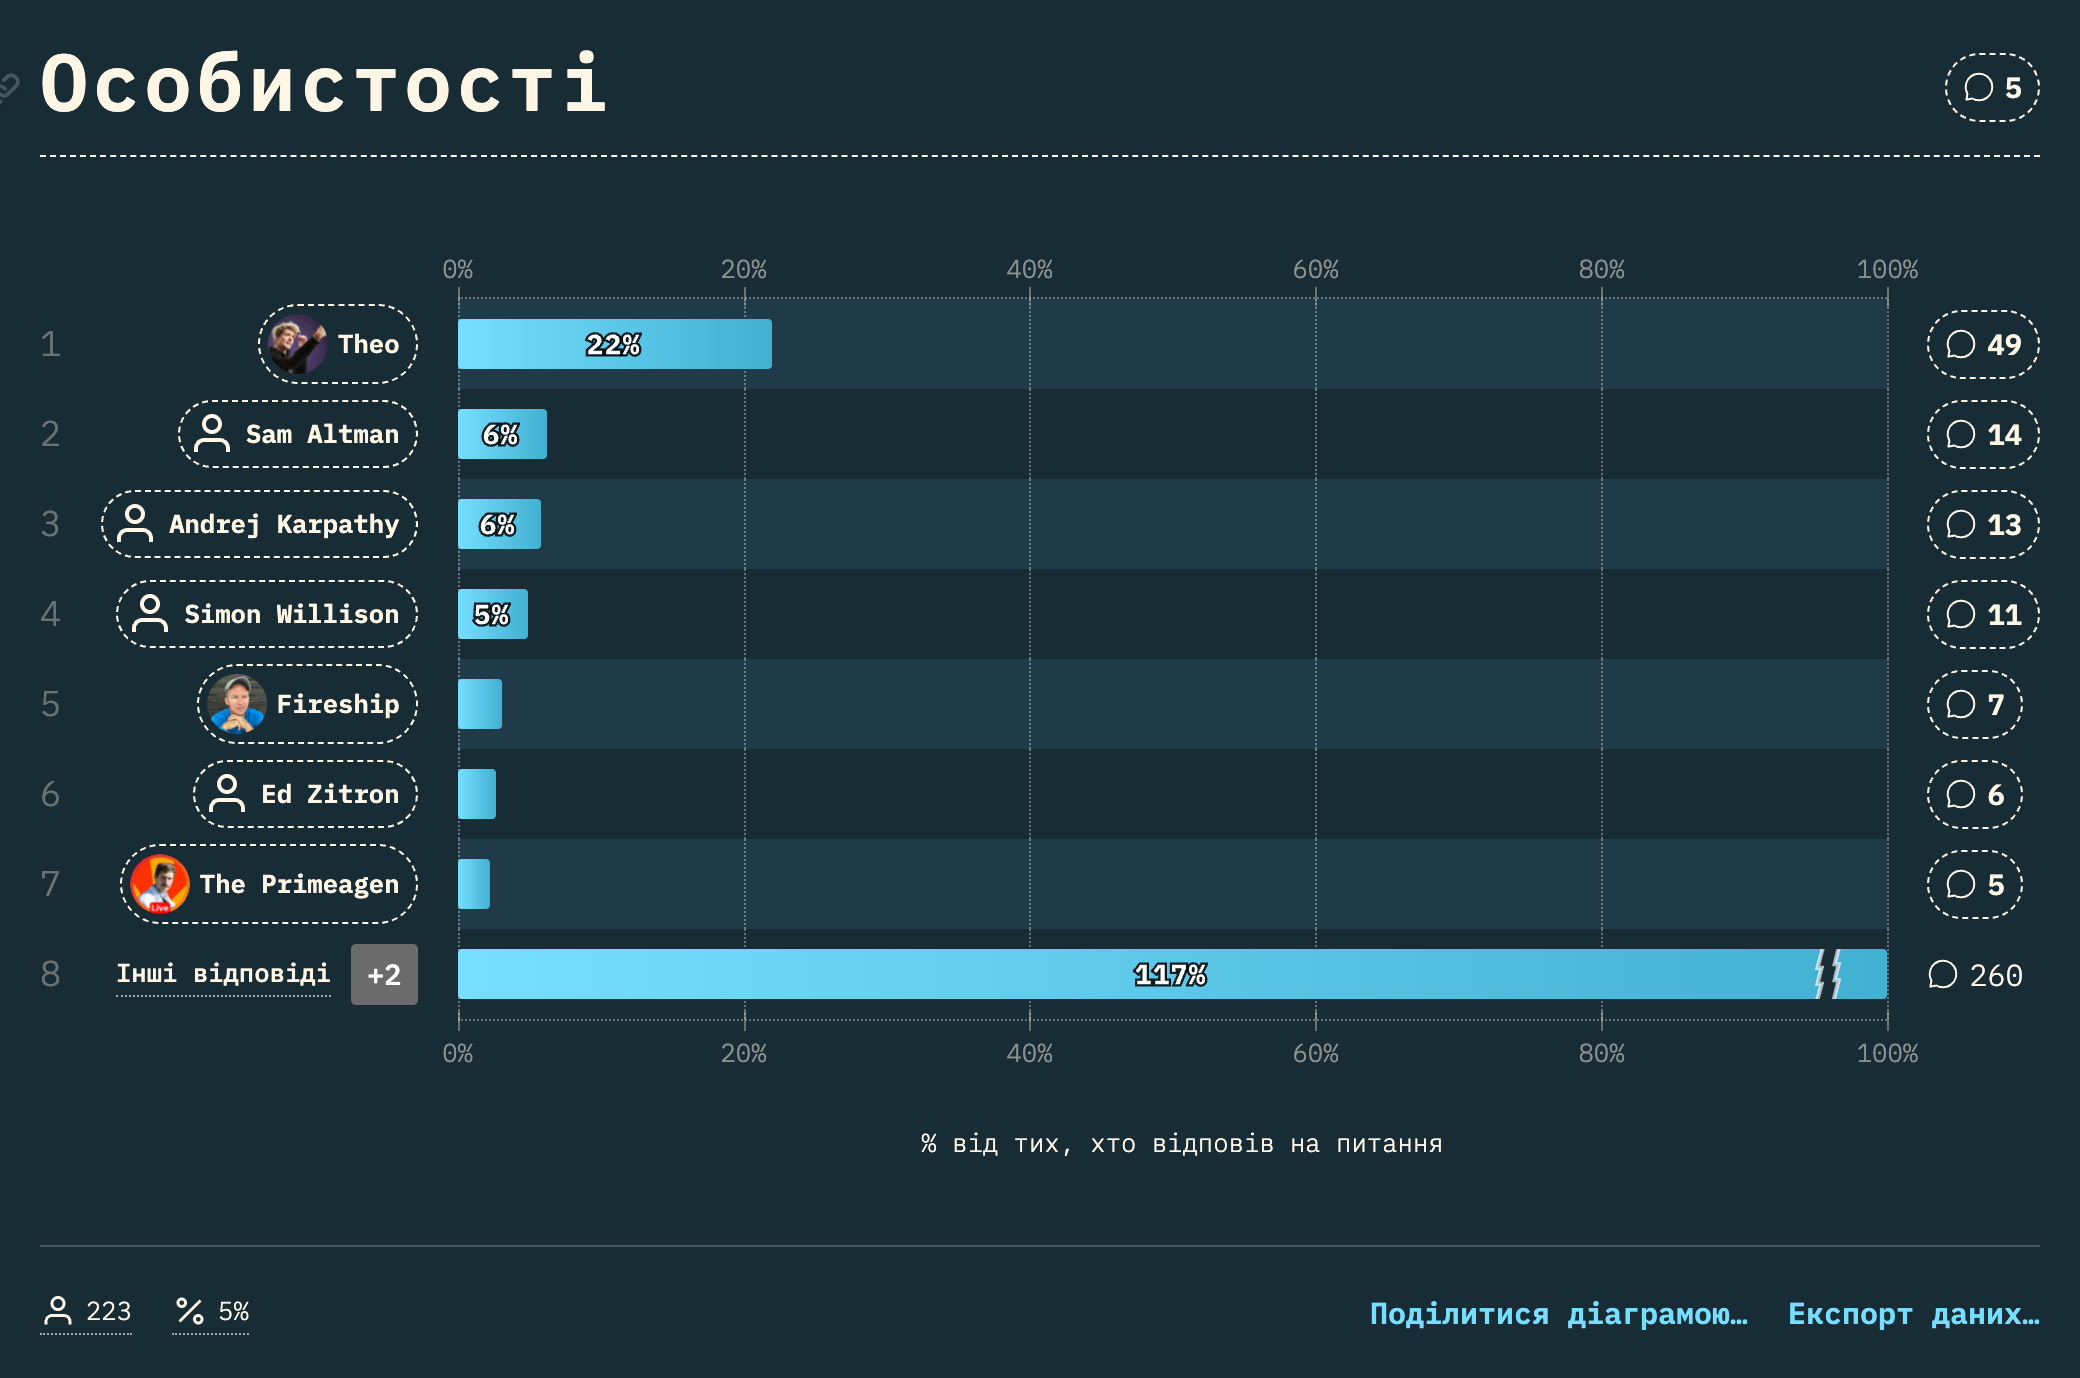 Особистості
5
0% 20% 40% 60% 80% 100%
1 Theo 22% 49
2 Sam Altman 6% 14
3 Andrej Karpathy 6% 13
4 Simon Willison 5% 11
5 Fireship 7
6 Ed Zitron 6
7 Live The Primeagen 5
8 Інші відповіді +2 117% 260
0% 20% 40% 60% 80% 100%
% від тих, хто відповів на питання
223 5% Поділитися діаграмою… Експорт даних…